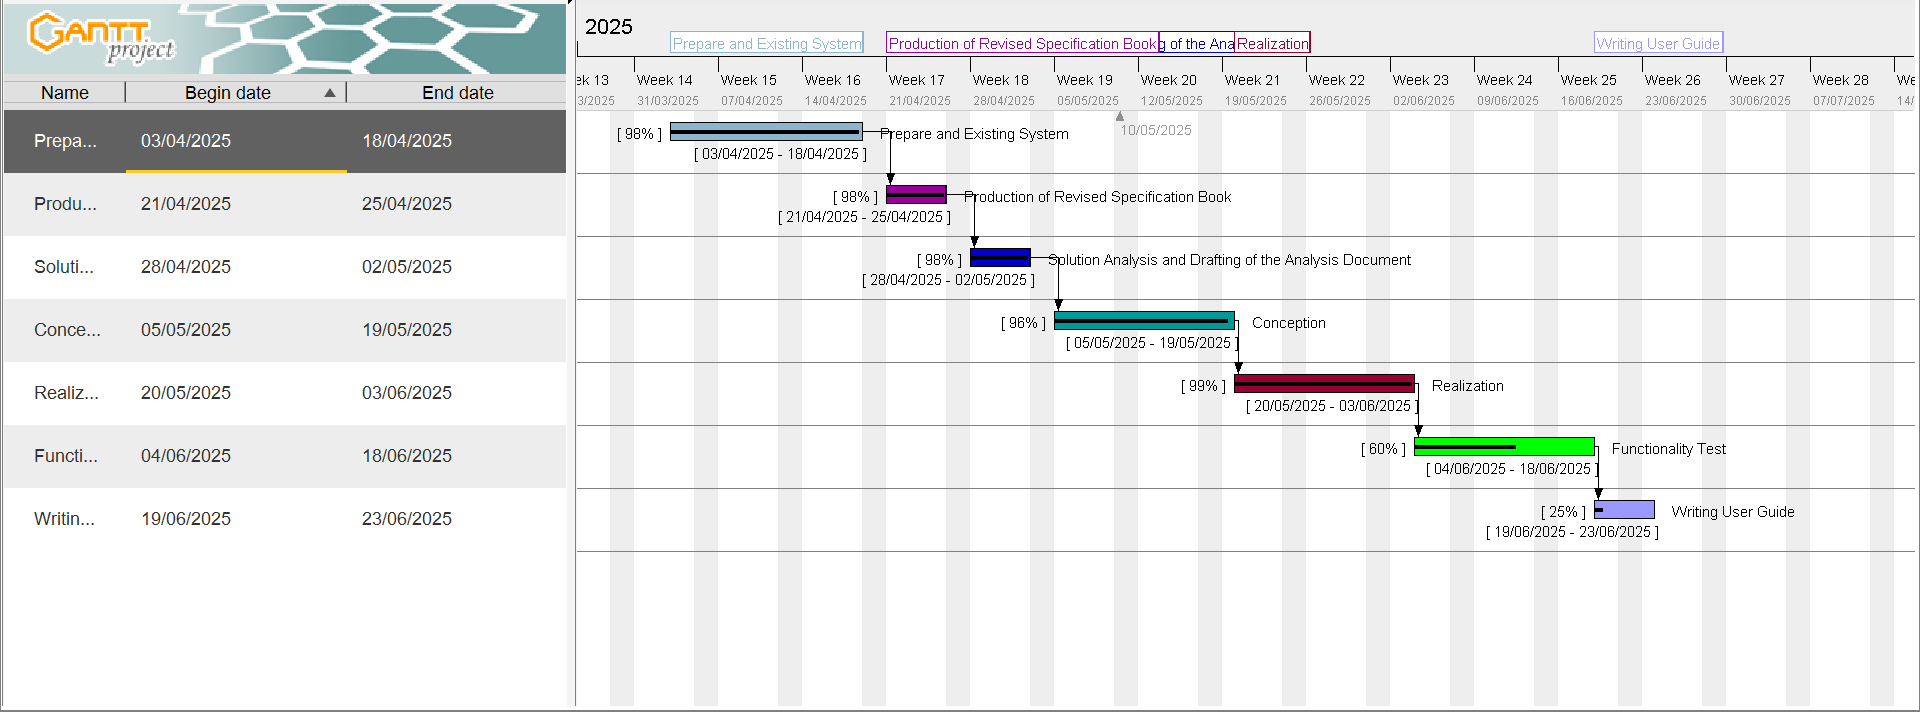 GANTT
project
2025
Prepare and Existing System
Production of Revised Specification Book
g of the Ana
Realization
Writing User Guide
ek 13
Week 14
Week 15
Week 16
Week 17
Week 18
Week 19
Week 20
Week 21
Week 22
Week 23
Week 24
Week 25
Week 26
Week 27
Week 28
We
3/2025
31/03/2025
07/04/2025
14/04/2025
21/04/2025
28/04/2025
05/05/2025
12/05/2025
19/05/2025
26/05/2025
02/06/2025
09/06/2025
16/06/2025
23/06/2025
30/06/2025
07/07/2025
14/
10/05/2025
Name Begin date End date
Prepa... 03/04/2025 18/04/2025
Produ... 21/04/2025 25/04/2025
Soluti... 28/04/2025 02/05/2025
Conce... 05/05/2025 19/05/2025
Realiz... 20/05/2025 03/06/2025
Functi... 04/06/2025 18/06/2025
Writin... 19/06/2025 23/06/2025
[ 98% ] Prepare and Existing System
[ 03/04/2025 - 18/04/2025 ]
[ 98% ] Production of Revised Specification Book
[ 21/04/2025 - 25/04/2025 ]
[ 98% ] Solution Analysis and Drafting of the Analysis Document
[ 28/04/2025 - 02/05/2025 ]
[ 96% ] Conception
[ 05/05/2025 - 19/05/2025 ]
[ 99% ] Realization
[ 20/05/2025 - 03/06/2025 ]
[ 60% ] Functionality Test
[ 04/06/2025 - 18/06/2025 ]
[ 25% ] Writing User Guide
[ 19/06/2025 - 23/06/2025 ]